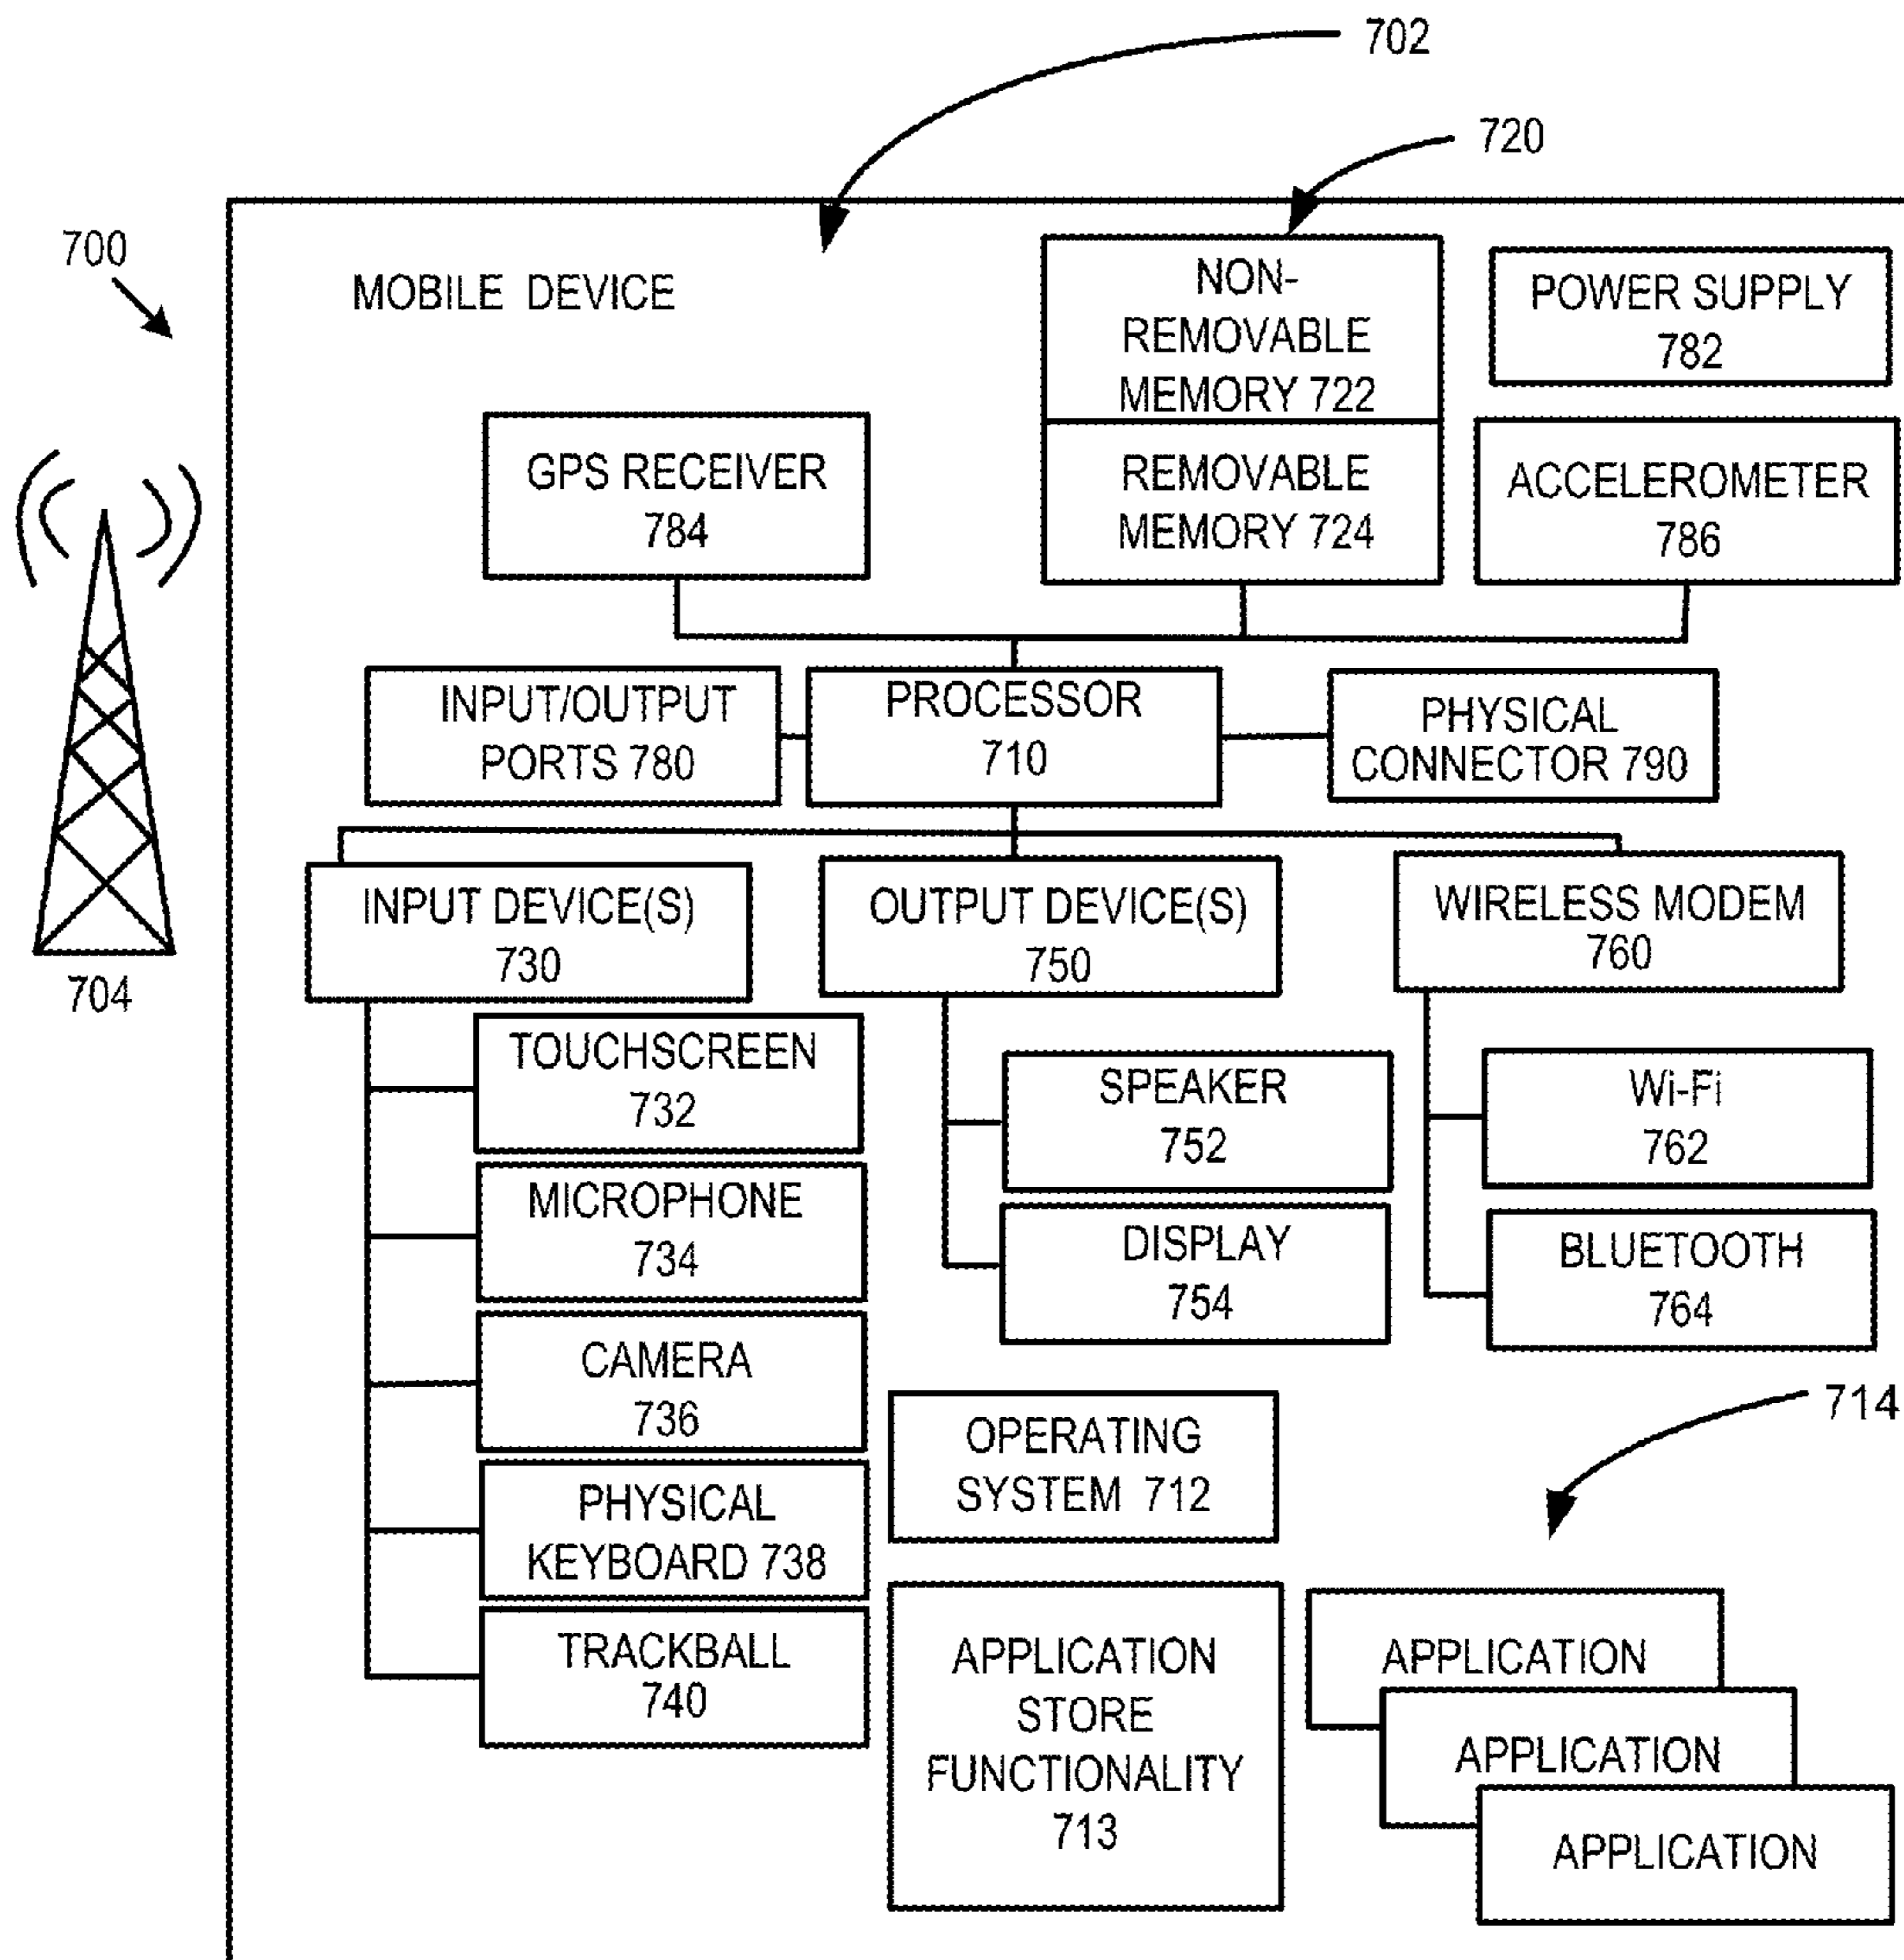 702
720
700
MOBILE DEVICE
NON-
REMOVABLE
MEMORY 722
POWER SUPPLY
782
GPS RECEIVER
784
REMOVABLE
MEMORY 724
ACCELEROMETER
786
INPUT/OUTPUT
PORTS 780
PROCESSOR
710
PHYSICAL
CONNECTOR 790
INPUT DEVICE(S)
730
OUTPUT DEVICE(S)
750
WIRELESS MODEM
760
704
TOUCHSCREEN
732
SPEAKER
752
Wi-Fi
762
MICROPHONE
734
DISPLAY
754
BLUETOOTH
764
CAMERA
736
OPERATING
SYSTEM 712
714
PHYSICAL
KEYBOARD 738
TRACKBALL
740
APPLICATION
STORE
FUNCTIONALITY
713
APPLICATION
APPLICATION
APPLICATION